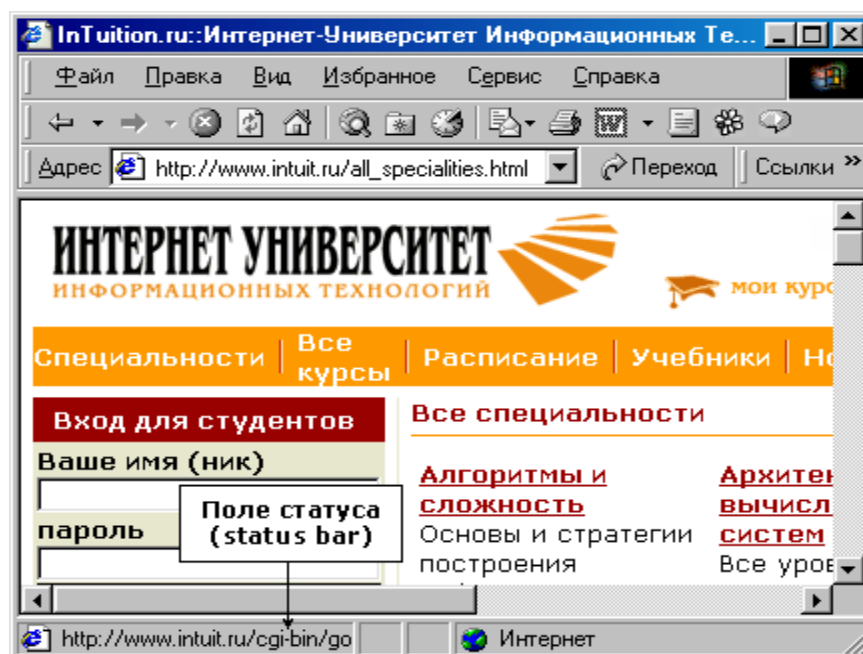 InTuition.ru::Интернет-Университет Информационных Те...
Файл Правка Вид Избранное Сервис Справка
Адрес http://www.intuit.ru/all_specialities.html Переход Ссылки »
ИНТЕРНЕТ УНИВЕРСИТЕТ
ИНФОРМАЦИОННЫХ ТЕХНОЛОГИЙ
мои курс
Специальности | Все курсы | Расписание | Учебники | Но
Вход для студентов
Ваше имя (ник)
пароль
Поле статуса
(status bar)
Все специальности
Алгоритмы и
сложность
Основы и стратегии
построения
Архитек
вычисл
систем
Все уров
http://www.intuit.ru/cgi-bin/go
Интернет